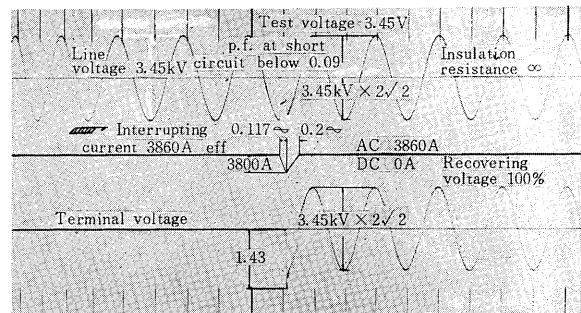 Test voltage 3.45V
Line voltage 3.45kV
p.f. at short circuit below 0.09
Insulation resistance ∞
3.45kV × 2√2
Interrupting current 3860A eff
0.117∼
0.2∼
3800A
AC 3860A
DC 0A
Recovering voltage 100%
Terminal voltage
3.45kV × 2√2
1.43